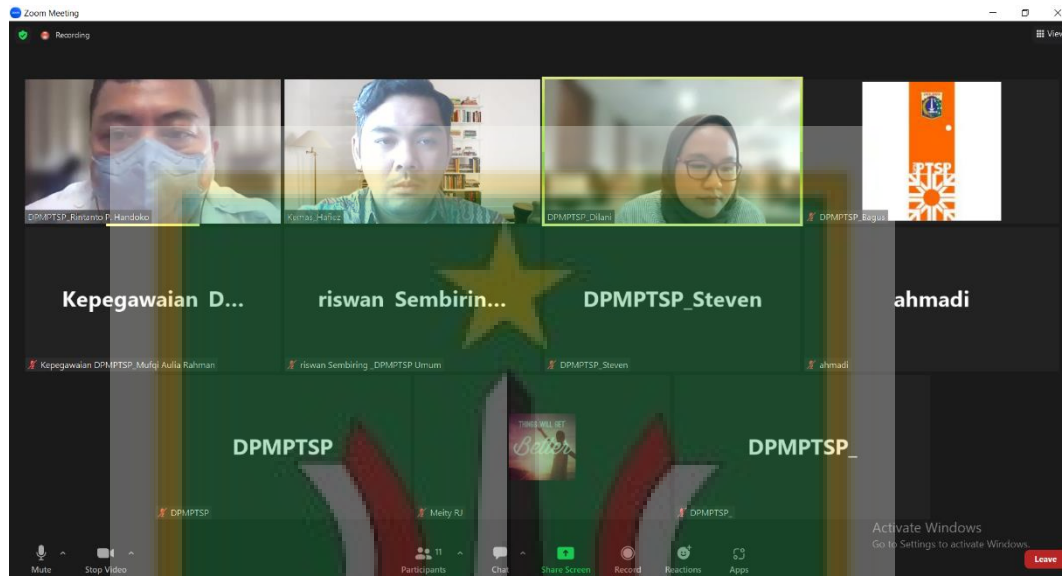 Zoom Meeting
Recording
View
DPMPTSP_Rintanto P. Handoko
Kemas_Hafiez
DPMPTSP_Dilani
PTSP
DPMPTSP_Bagus
Kepegawaian D...
riswan Sembirin...
DPMPTSP_Steven
ahmadi
Kepegawaian DPMPTSP_Mufqi Aulia Rahman
riswan Sembiring _DPMPTSP Umum
DPMPTSP_Steven
ahmadi
DPMPTSP
THINGS WILL GET
Better
DPMPTSP_
DPMPTSP
Meity RJ
DPMPTSP_
Activate Windows
Go to Settings to activate Windows.
Mute
Stop Video
11
Participants
Chat
Share Screen
Record
Reactions
Apps
Leave